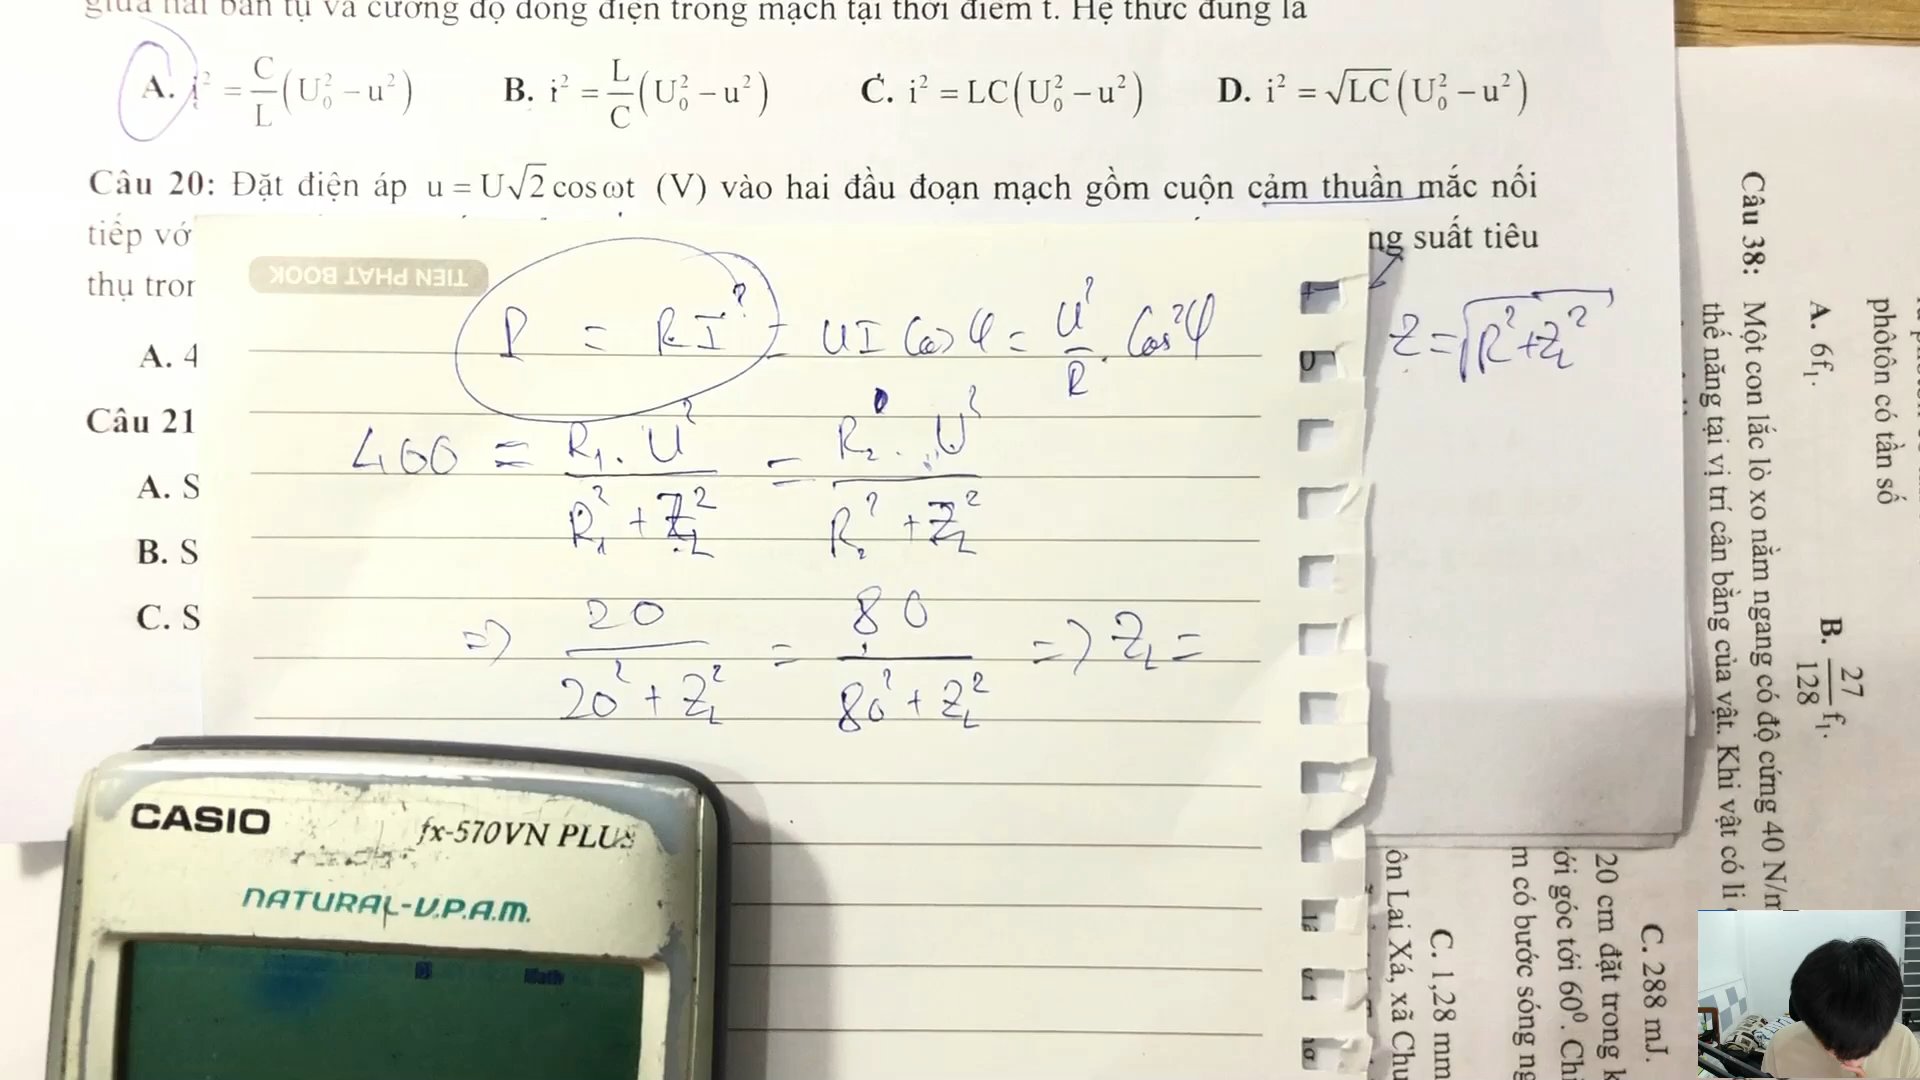 giữa hai bản tụ và cường độ dòng điện trong mạch tại thời điểm t. Hệ thức đúng là
A. i² = C/L (U₀² − u²) B. i² = L/C (U₀² − u²) C. i² = LC(U₀² − u²) D. i² = √LC (U₀² − u²)
Câu 20: Đặt điện áp u = U√2 cosωt (V) vào hai đầu đoạn mạch gồm cuộn cảm thuần mắc nối
tiếp vớ
ng suất tiêu
thụ tror
TIEN PHAT BOOK
P = RI² = UI Cos φ = U²/R . Cos²φ
Z = √R² + Z_L²
A. 4
Câu 21
400 = R₁ . U² / R₁² + Z_L² = R₂ . U² / R₂² + Z_L²
A. S
B. S
C. S
=> 20 / 20² + Z_L² = 80 / 80² + Z_L² => Z_L =
CASIO
fx-570VN PLUS
NATURAL-V.P.A.M.
Math
phôtôn có tần số
A. 6f₁.
B. 27/128 f₁.
Câu 38: Một con lắc lò xo nằm ngang có độ cứng 40 N/m
thế năng tại vị trí cân bằng của vật. Khi vật có li
C. 288 mJ.
20 cm đặt trong k
ới góc tới 60⁰. Chi
m có bước sóng ng
C. 1,28 mm
ôn Lai Xá, xã Chu